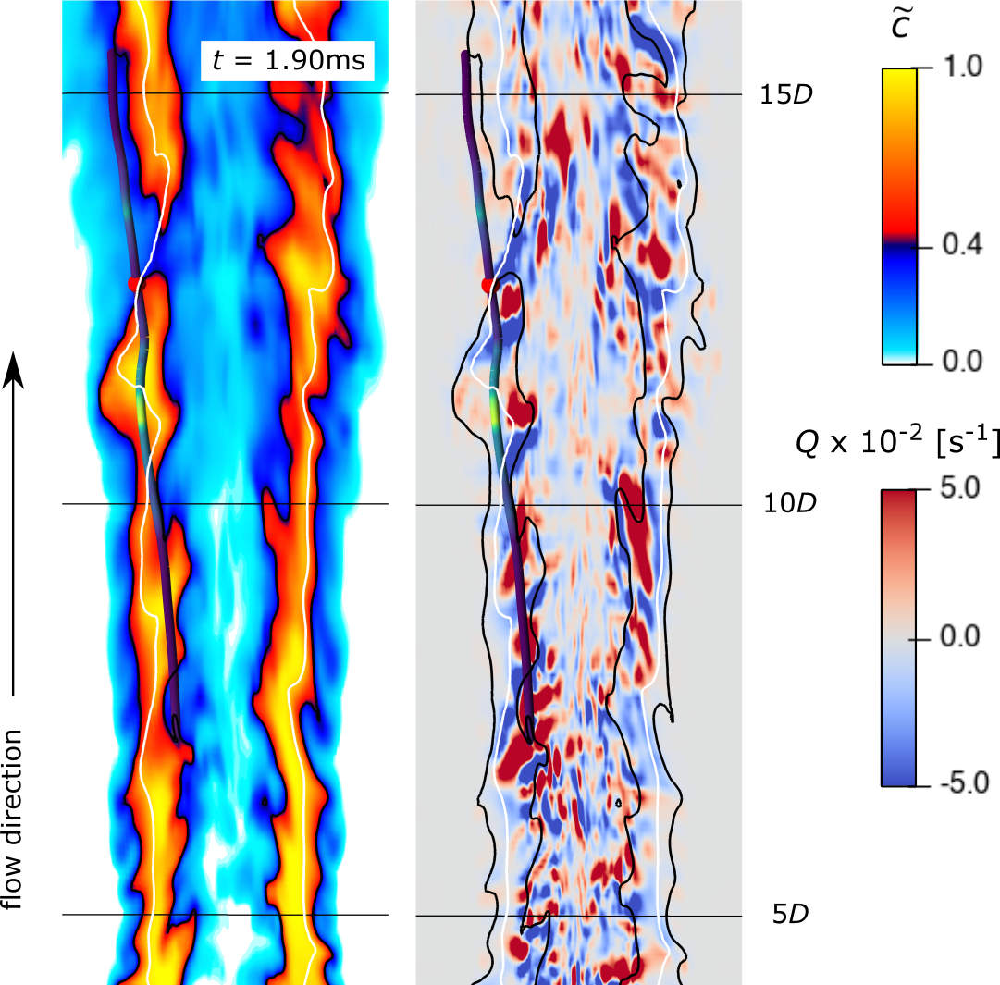 t = 1.90ms
c̃
1.0
0.4
0.0
15D
10D
5D
Q x 10⁻² [s⁻¹]
5.0
0.0
-5.0
flow direction